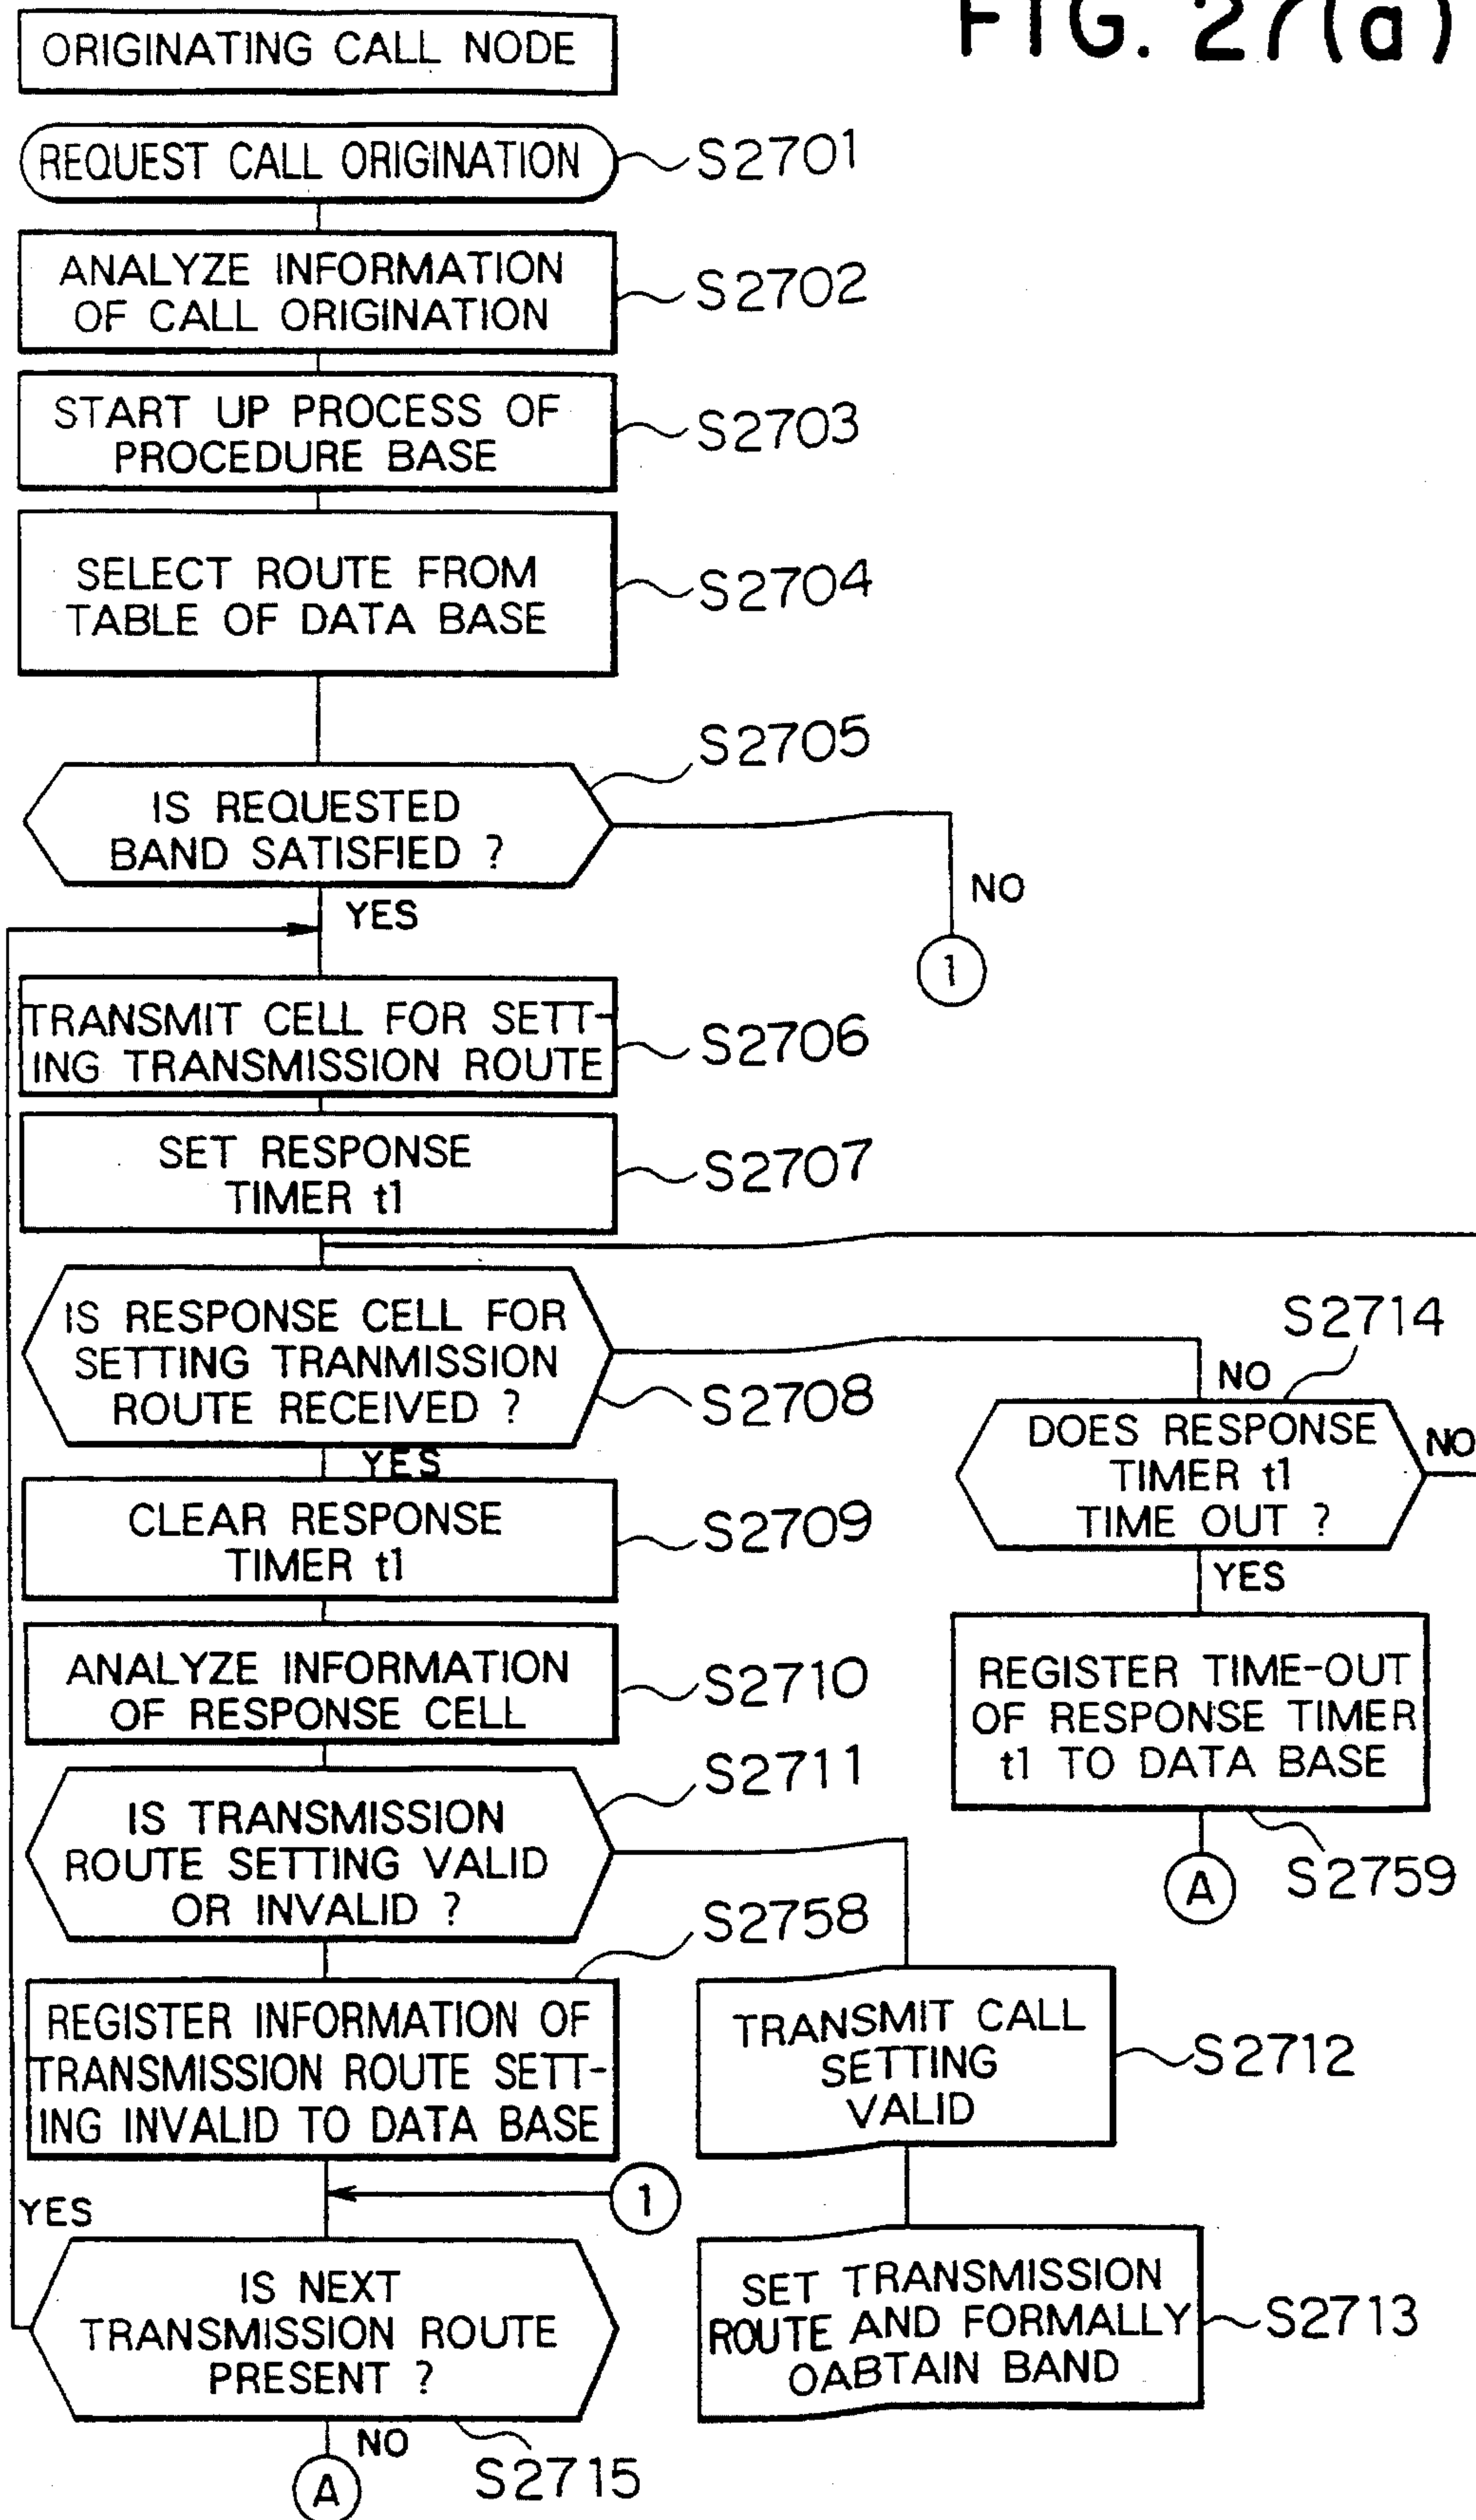 FIG. 27(a)
ORIGINATING CALL NODE
REQUEST CALL ORIGINATION
S2701
ANALYZE INFORMATION
OF CALL ORIGINATION
S2702
START UP PROCESS OF
PROCEDURE BASE
S2703
SELECT ROUTE FROM
TABLE OF DATA BASE
S2704
S2705
IS REQUESTED
BAND SATISFIED ?
NO
YES
1
TRANSMIT CELL FOR SETT-
ING TRANSMISSION ROUTE
S2706
SET RESPONSE
TIMER t1
S2707
IS RESPONSE CELL FOR
SETTING TRANMISSION
ROUTE RECEIVED ?
S2708
S2714
NO
DOES RESPONSE
TIMER t1
TIME OUT ?
NO
YES
YES
CLEAR RESPONSE
TIMER t1
S2709
REGISTER TIME-OUT
OF RESPONSE TIMER
t1 TO DATA BASE
S2759
A
ANALYZE INFORMATION
OF RESPONSE CELL
S2710
S2711
IS TRANSMISSION
ROUTE SETTING VALID
OR INVALID ?
S2758
REGISTER INFORMATION OF
TRANSMISSION ROUTE SETT-
ING INVALID TO DATA BASE
TRANSMIT CALL
SETTING
VALID
S2712
1
YES
IS NEXT
TRANSMISSION ROUTE
PRESENT ?
SET TRANSMISSION
ROUTE AND FORMALLY
OABTAIN BAND
S2713
NO
S2715
A